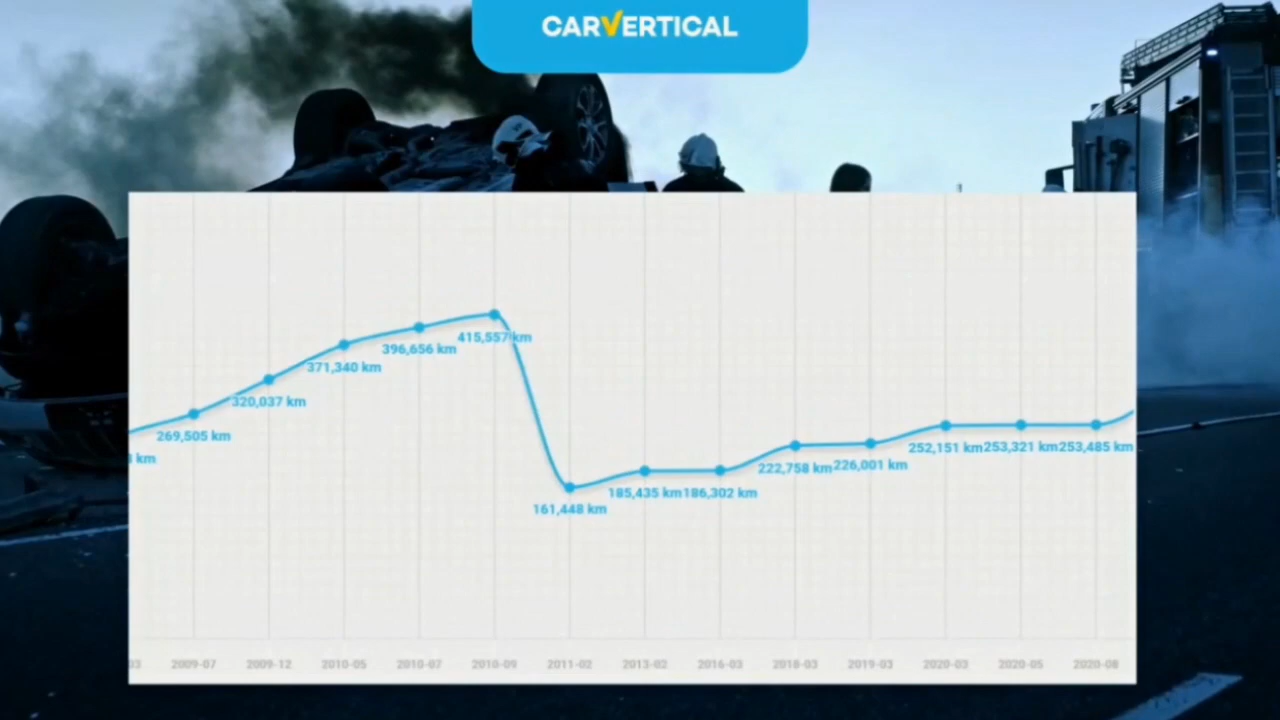 CARVERTICAL
415,557 km
396,656 km
371,340 km
320,037 km
269,505 km
252,151 km 253,321 km 253,485 km
km
222,758 km 226,001 km
185,435 km 186,302 km
161,448 km
03 2009-07 2009-12 2010-05 2010-07 2010-09 2011-02 2013-02 2016-03 2018-03 2019-03 2020-03 2020-05 2020-08